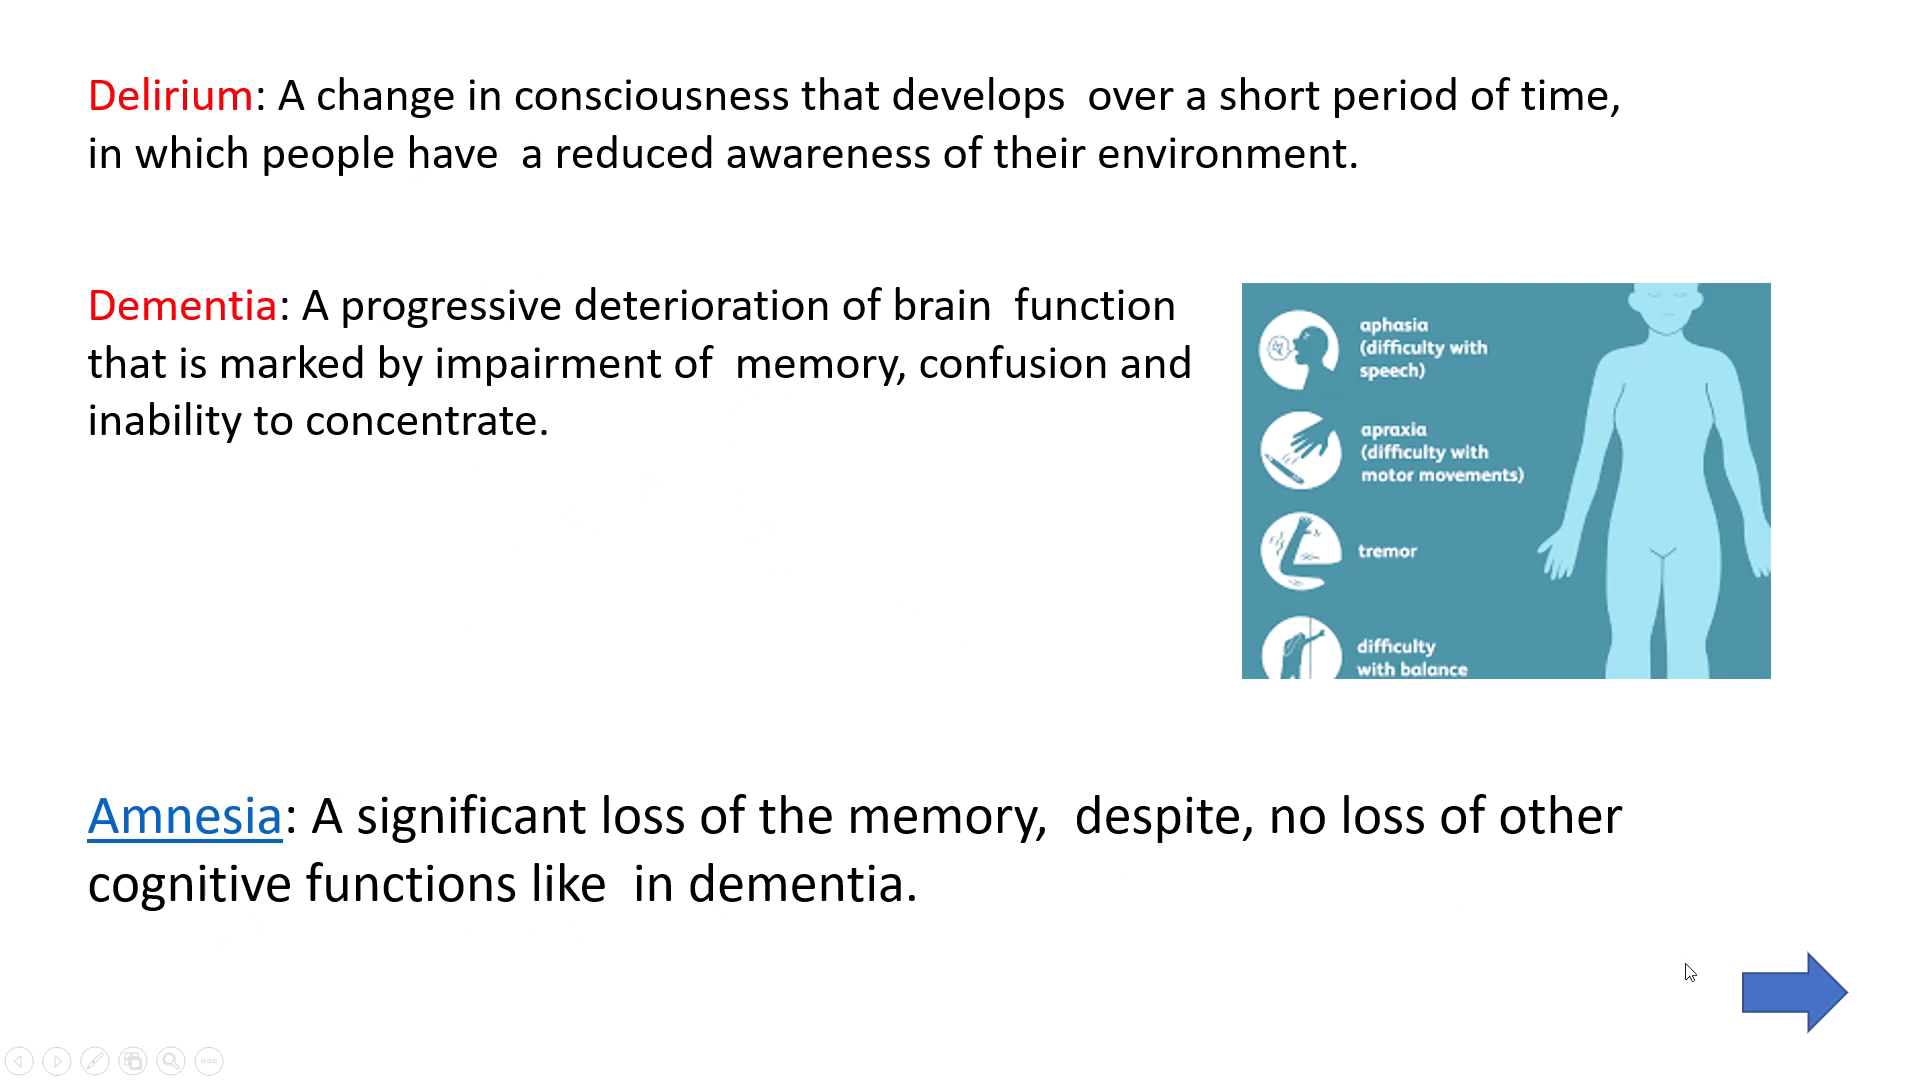 Delirium: A change in consciousness that develops  over a short period of time,
in which people have  a reduced awareness of their environment.
Dementia: A progressive deterioration of brain  function
that is marked by impairment of  memory, confusion and
inability to concentrate.
aphasia
(difficulty with
speech)
apraxia
(difficulty with
motor movements)
tremor
difficulty
with balance
Amnesia: A significant loss of the memory,  despite, no loss of other
cognitive functions like  in dementia.